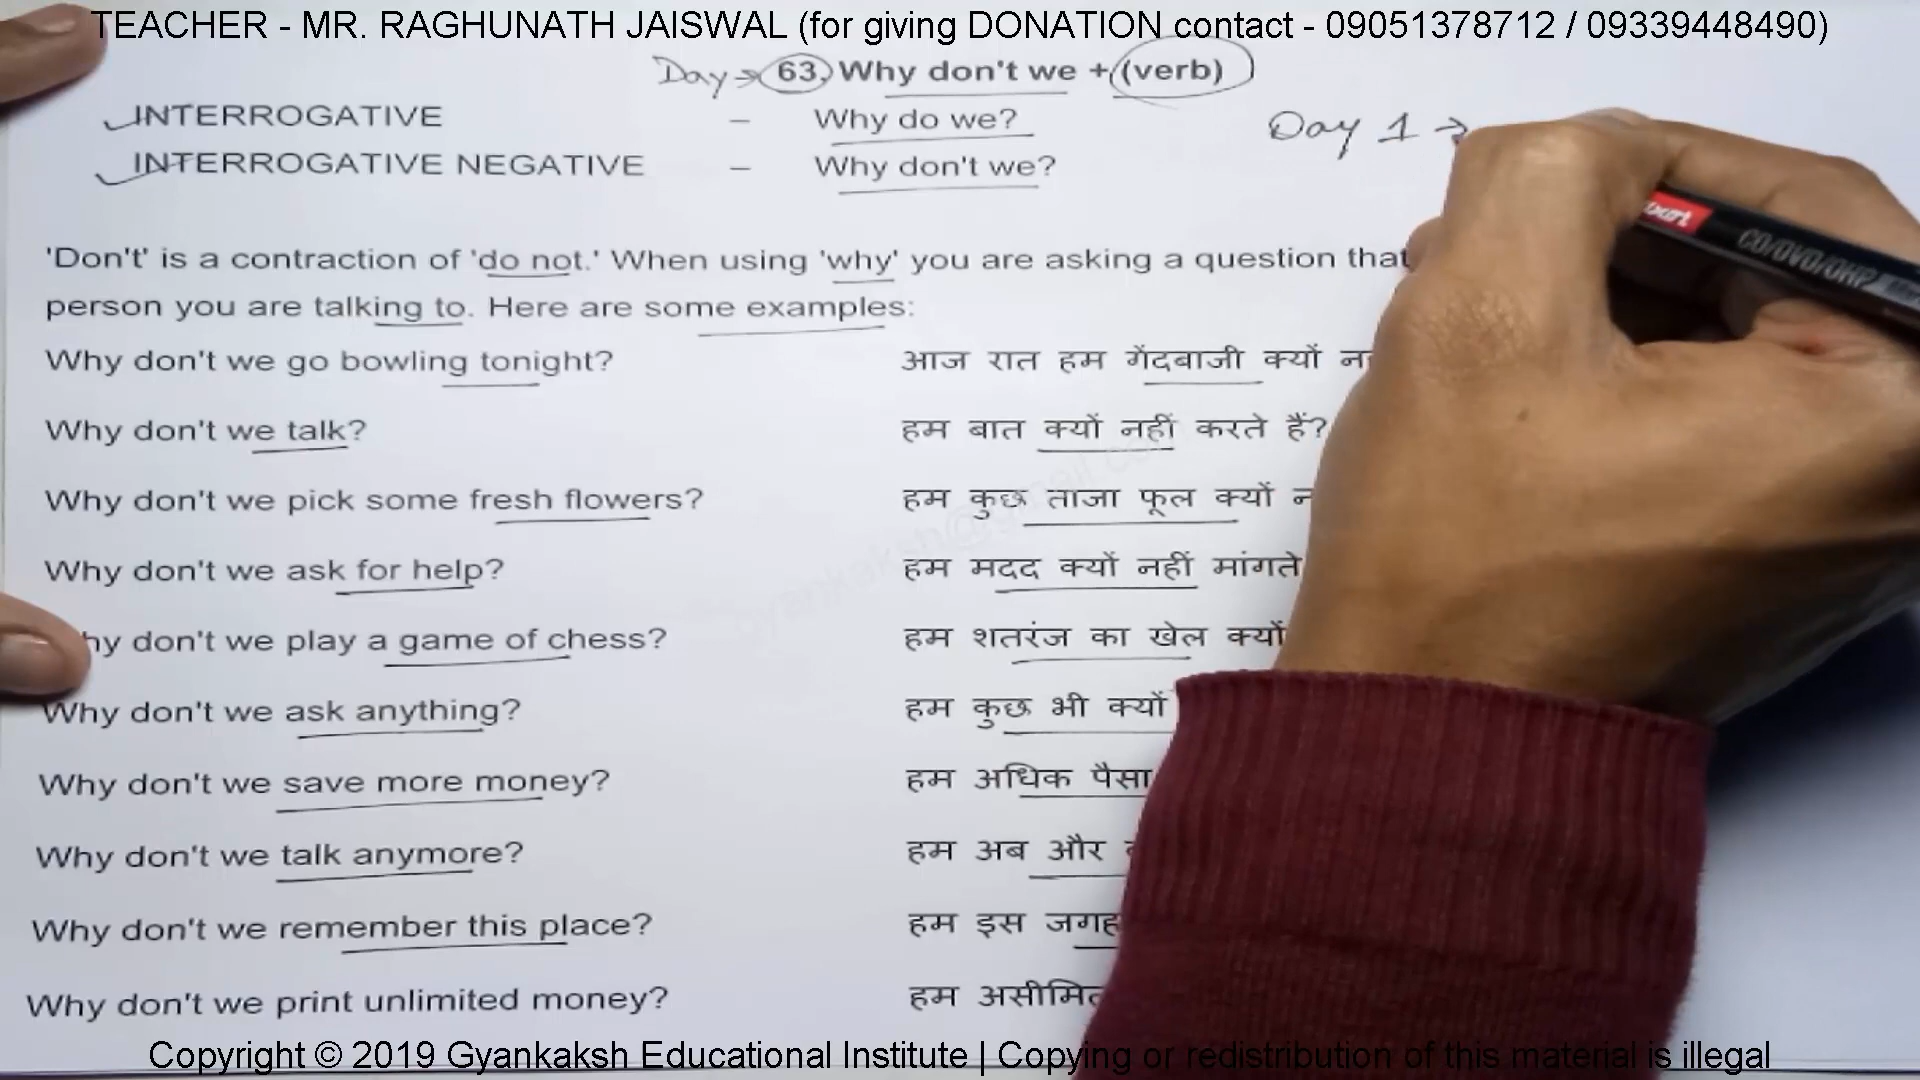 TEACHER - MR. RAGHUNATH JAISWAL (for giving DONATION contact - 09051378712 / 09339448490)
Day → 63. Why don't we + (verb)
INTERROGATIVE – Why do we?
Day 1 →
INTERROGATIVE NEGATIVE – Why don't we?
'Don't' is a contraction of 'do not.' When using 'why' you are asking a question that
person you are talking to. Here are some examples:
Why don't we go bowling tonight? आज रात हम गेंदबाजी क्यों
Why don't we talk? हम बात क्यों नहीं करते हैं?
Why don't we pick some fresh flowers? हम कुछ ताजा फूल क्यों
Why don't we ask for help? हम मदद क्यों नहीं मांगते
don't we play a game of chess? हम शतरंज का खेल क्यों
Why don't we ask anything? हम कुछ भी क्यों
Why don't we save more money? हम अधिक पैसा
Why don't we talk anymore? हम अब और
Why don't we remember this place? हम इस जगह
Why don't we print unlimited money? हम असीमित
Copyright © 2019 Gyankaksh Educational Institute | Copying or redistribution of this material is illegal